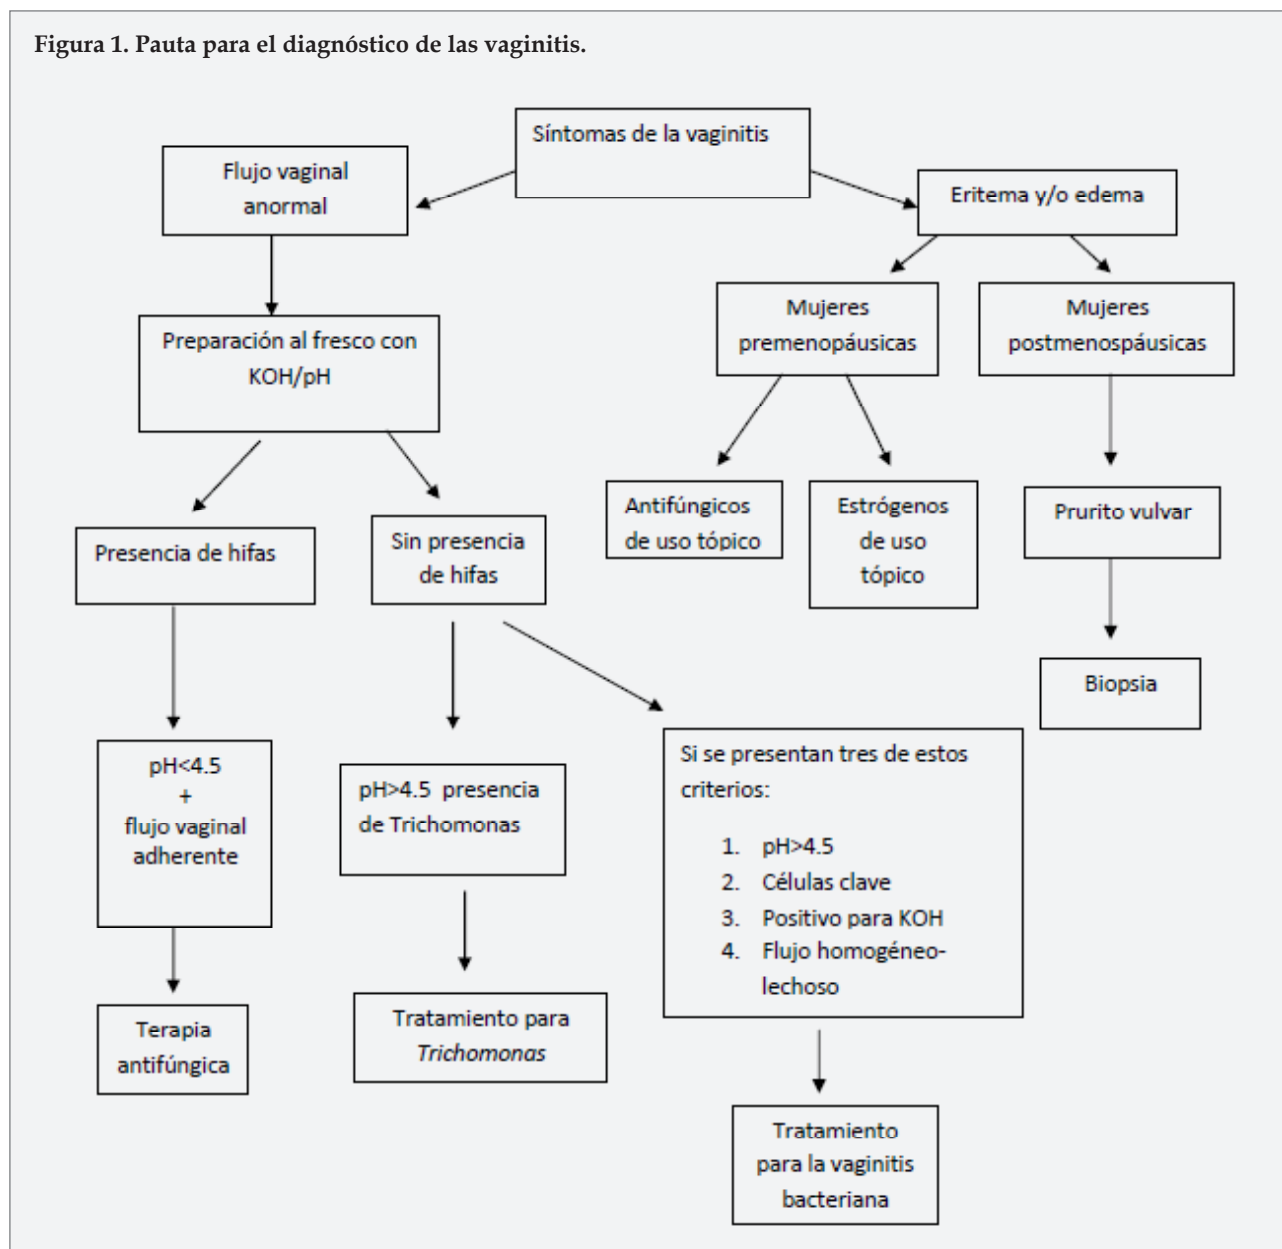 Figura 1. Pauta para el diagnóstico de las vaginitis.
Síntomas de la vaginitis
Flujo vaginal
anormal
Eritema y/o edema
Preparación al fresco con
KOH/pH
Mujeres
premenopáusicas
Mujeres
postmenospáusicas
Presencia de hifas
Sin presencia
de hifas
Antifúngicos
de uso tópico
Estrógenos
de uso
tópico
Prurito vulvar
Biopsia
pH<4.5
+
flujo vaginal
adherente
pH>4.5 presencia
de Trichomonas
Si se presentan tres de estos
criterios:
1. pH>4.5
2. Células clave
3. Positivo para KOH
4. Flujo homogéneo-
lechoso
Terapia
antifúngica
Tratamiento para
Trichomonas
Tratamiento
para la vaginitis
bacteriana